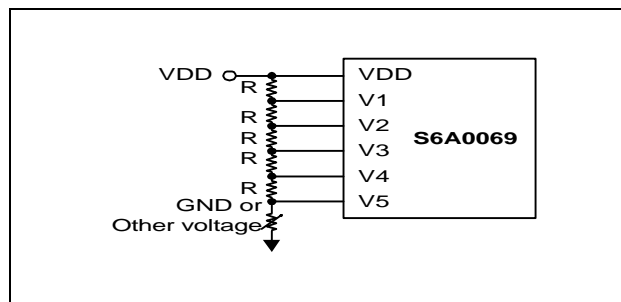 VDD
VDD
R
V1
R
V2
R
S6A0069
V3
R
V4
R
V5
GND or
Other voltage